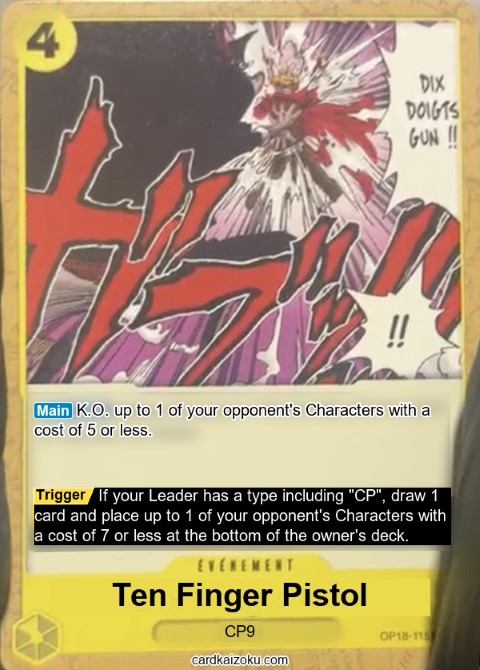 4
DIX
DOIGTS
GUN !!
!!
Main K.O. up to 1 of your opponent's Characters with a
cost of 5 or less.
Trigger If your Leader has a type including "CP", draw 1
card and place up to 1 of your opponent's Characters with
a cost of 7 or less at the bottom of the owner's deck.
ÉVÉNEMENT
Ten Finger Pistol
CP9
OP18-115
cardkaizoku.com